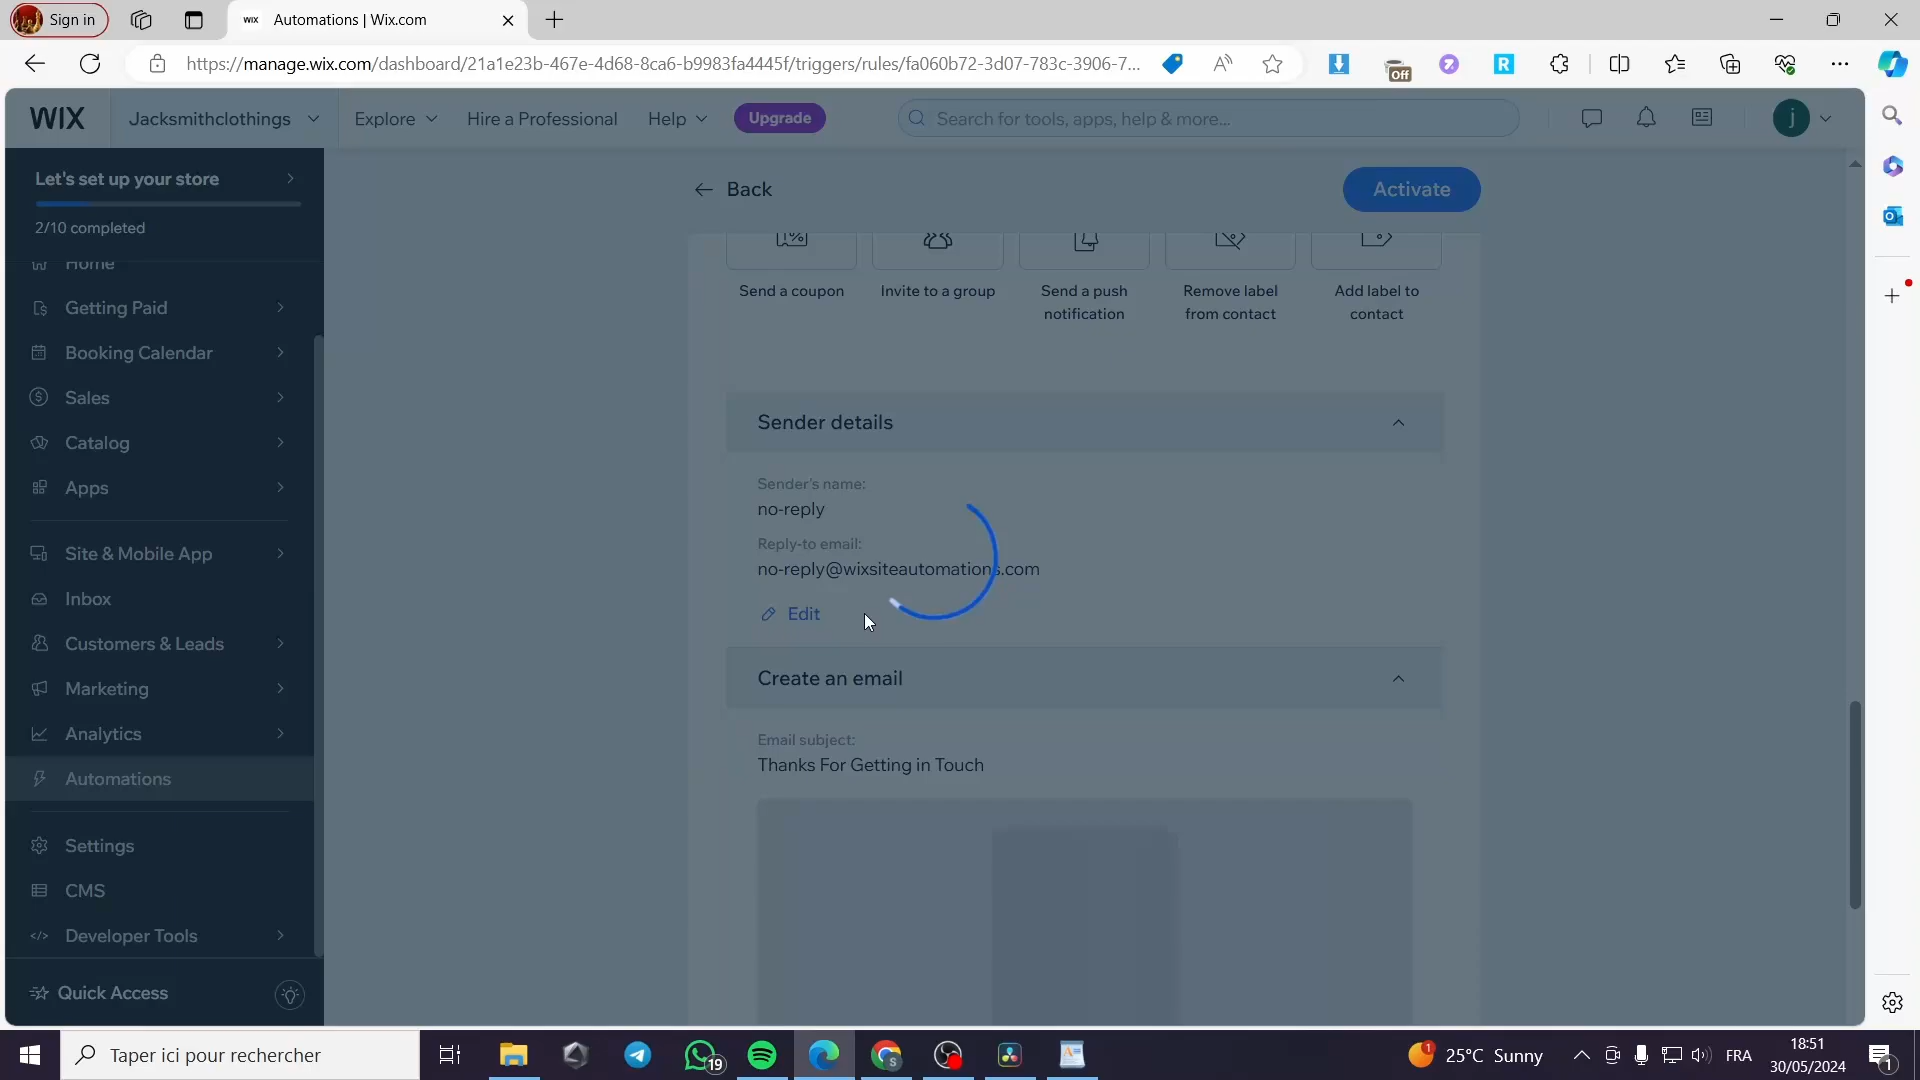 Sign in
WIX Automations | Wix.com
https://manage.wix.com/dashboard/21a1e23b-467e-4d68-8ca6-b9983fa4445f/triggers/rules/fa060b72-3d07-783c-3906-7...
Off
WIX
Jacksmithclothings
Explore
Hire a Professional
Help
Upgrade
Search for tools, apps, help & more...
j
Let's set up your store
2/10 completed
Home
Getting Paid
Booking Calendar
Sales
Catalog
Apps
Site & Mobile App
Inbox
Customers & Leads
Marketing
Analytics
Automations
Settings
CMS
Developer Tools
Quick Access
Back
Activate
Send a coupon
Invite to a group
Send a push
notification
Remove label
from contact
Add label to
contact
Sender details
Sender's name:
no-reply
Reply-to email:
no-reply@wixsiteautomations.com
Edit
Create an email
Email subject:
Thanks For Getting in Touch
Taper ici pour rechercher
19
1
25°C Sunny
FRA
18:51
30/05/2024
1